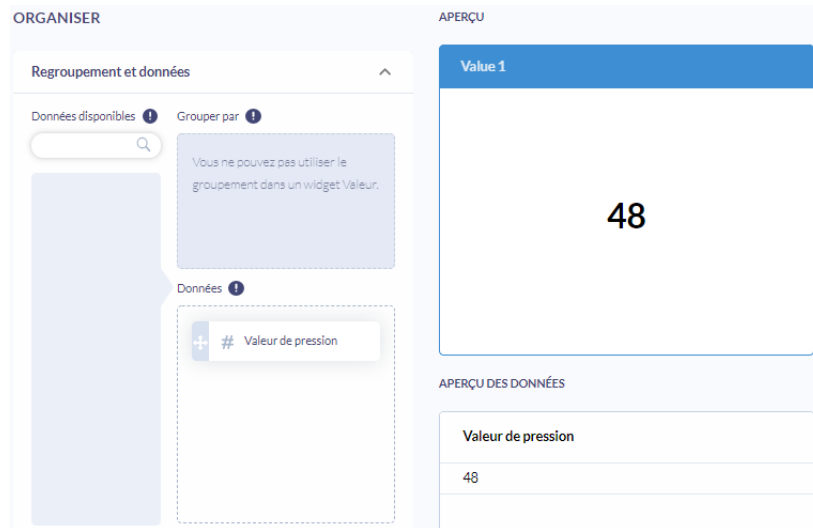 ORGANISER
Regroupement et données
Données disponibles
Grouper par
Vous ne pouvez pas utiliser le
groupement dans un widget Valeur.
Données
# Valeur de pression
APERÇU
Value 1
48
APERÇU DES DONNÉES
Valeur de pression
48